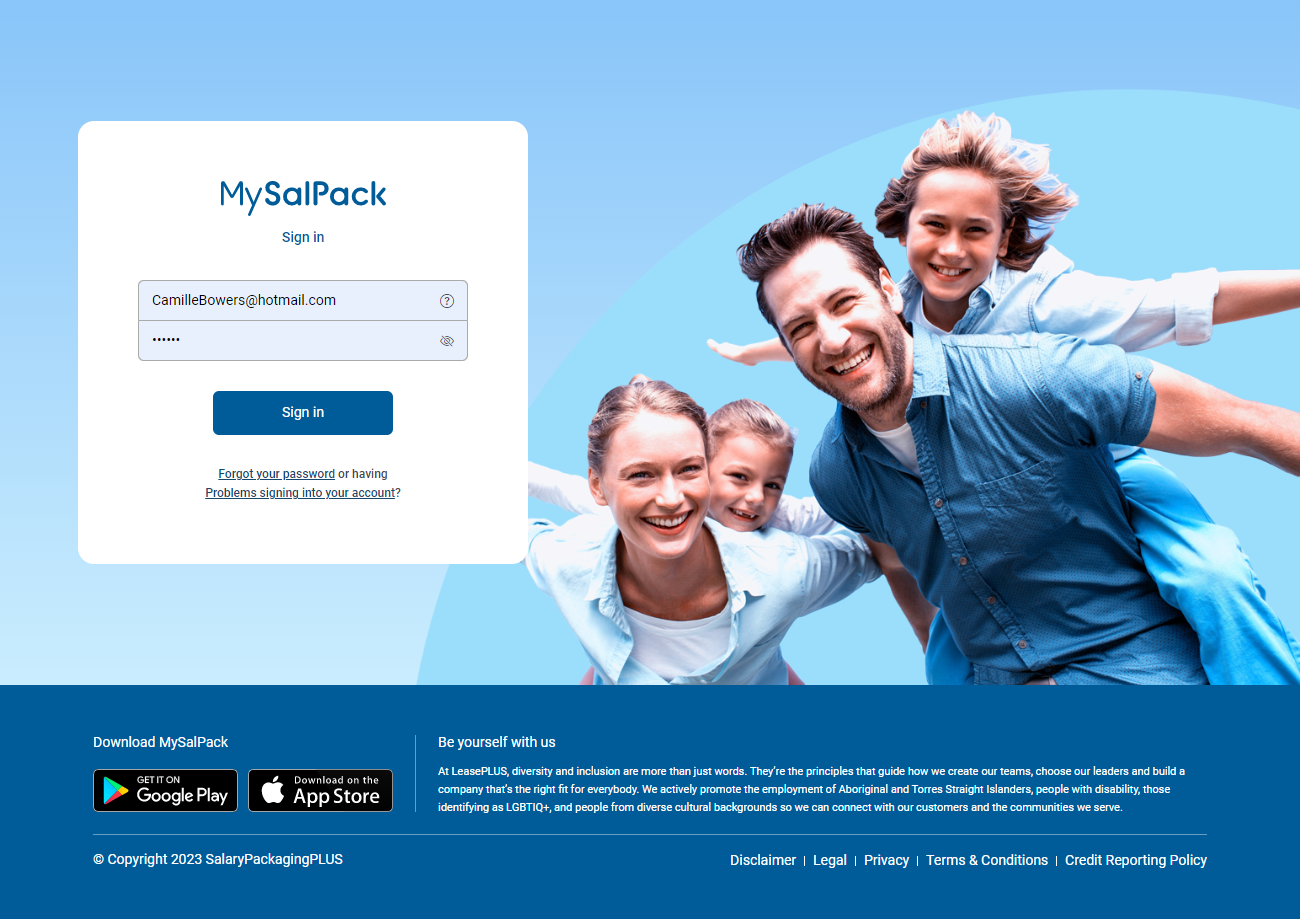 MySalPack
Sign in
CamilleBowers@hotmail.com
••••••
Sign in
Forgot your password or having
Problems signing into your account?
Download MySalPack
GET IT ON
Google Play
Download on the
App Store
Be yourself with us
At LeasePLUS, diversity and inclusion are more than just words. They're the principles that guide how we create our teams, choose our leaders and build a
company that's the right fit for everybody. We actively promote the employment of Aboriginal and Torres Straight Islanders, people with disability, those
identifying as LGBTIQ+, and people from diverse cultural backgrounds so we can connect with our customers and the communities we serve.
© Copyright 2023 SalaryPackagingPLUS
Disclaimer | Legal | Privacy | Terms & Conditions | Credit Reporting Policy